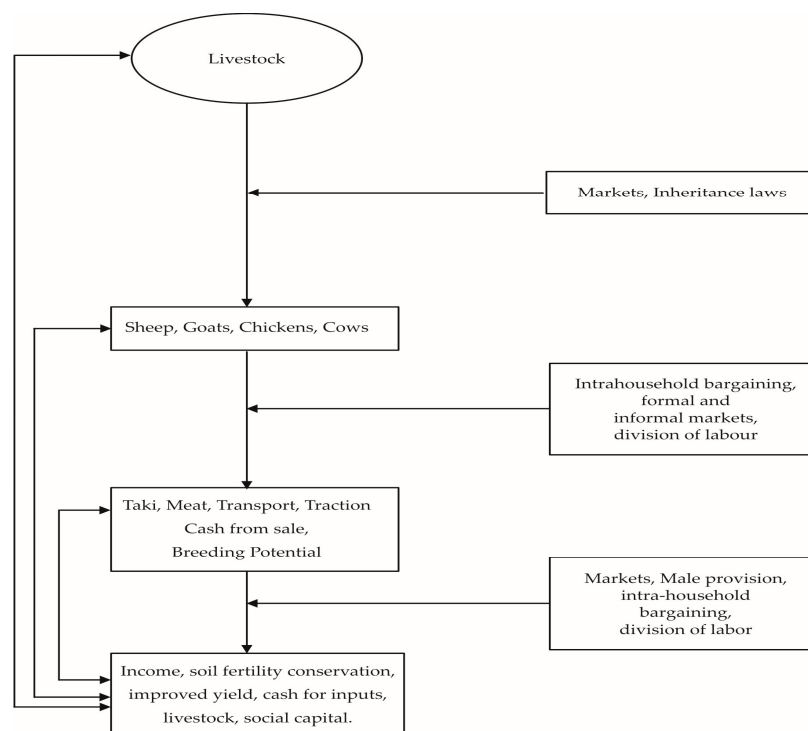 Livestock
Markets, Inheritance laws
Sheep, Goats, Chickens, Cows
Intrahousehold bargaining,
formal and
informal markets,
division of labour
Taki, Meat, Transport, Traction
Cash from sale,
Breeding Potential
Markets, Male provision,
intra-household
bargaining,
division of labor
Income, soil fertility conservation,
improved yield, cash for inputs,
livestock, social capital.